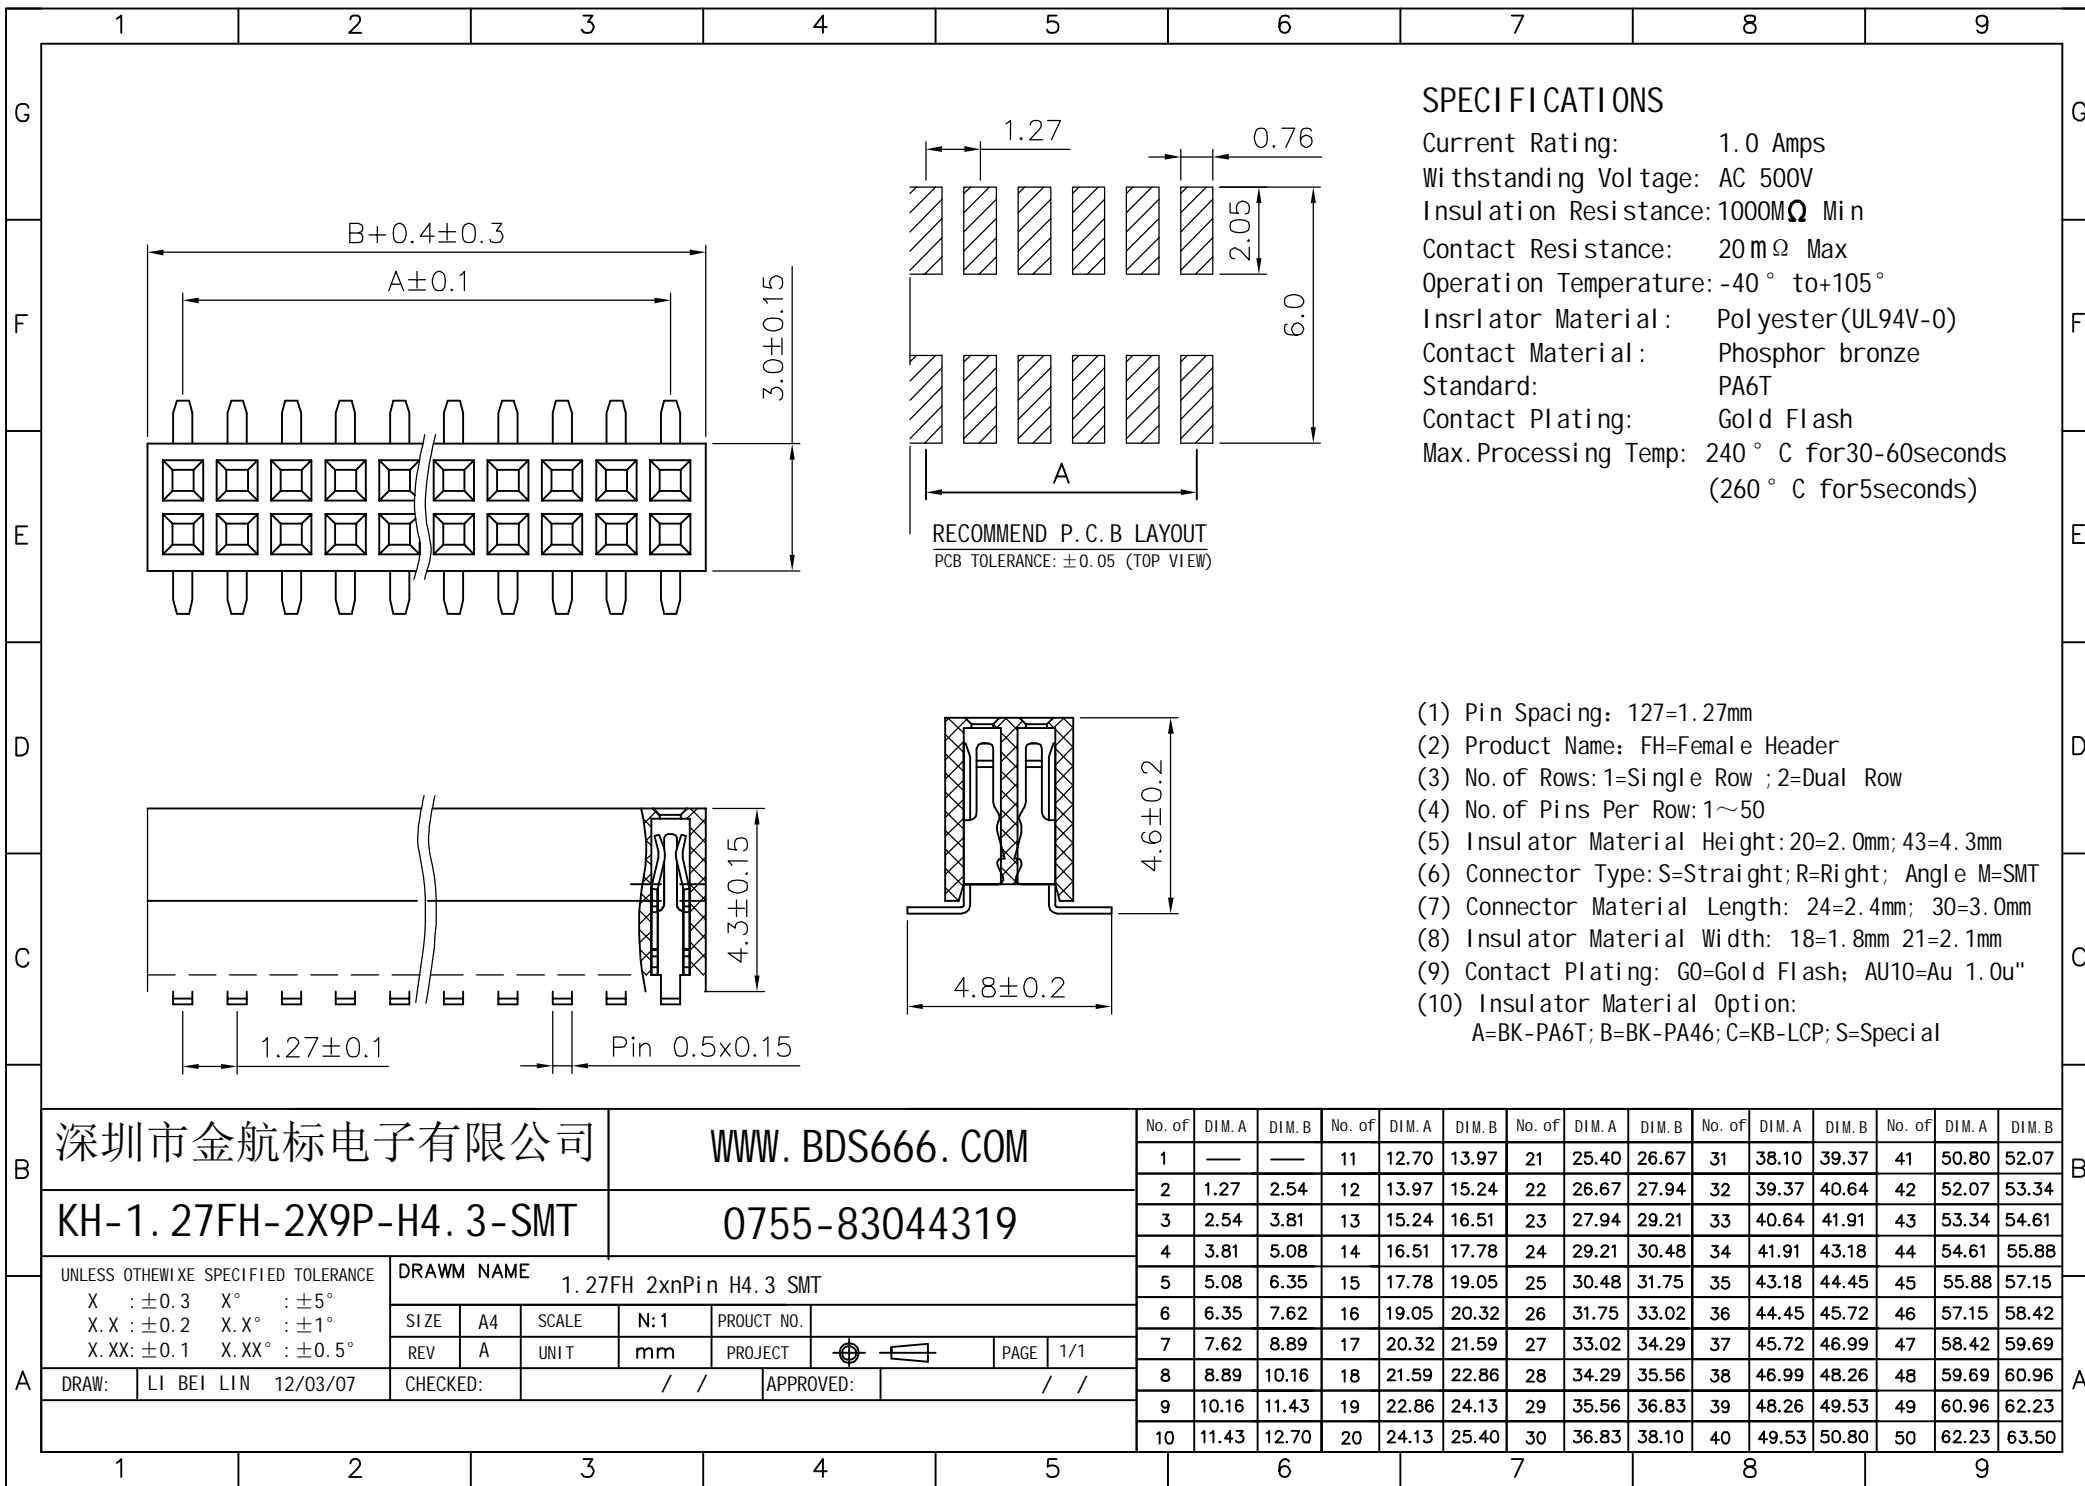 1 2 3 4 5 6 7 8 9
G
F
E
D
C
B
A
G
F
E
D
C
B
A
B+0.4±0.3
A±0.1
3.0±0.15
1.27
0.76
2.05
6.0
A
RECOMMEND P.C.B LAYOUT
PCB TOLERANCE: ±0.05 (TOP VIEW)
SPECIFICATIONS
Current Rating: 1.0 Amps
Withstanding Voltage: AC 500V
Insulation Resistance: 1000MΩ Min
Contact Resistance: 20mΩ Max
Operation Temperature: -40° to+105°
Insrlator Material: Polyester(UL94V-0)
Contact Material: Phosphor bronze
Standard: PA6T
Contact Plating: Gold Flash
Max.Processing Temp: 240°C for30-60seconds
(260°C for5seconds)
4.3±0.15
1.27±0.1
Pin 0.5x0.15
4.6±0.2
4.8±0.2
(1) Pin Spacing: 127=1.27mm
(2) Product Name: FH=Female Header
(3) No.of Rows:1=Single Row ;2=Dual Row
(4) No.of Pins Per Row:1～50
(5) Insulator Material Height:20=2.0mm;43=4.3mm
(6) Connector Type:S=Straight;R=Right; Angle M=SMT
(7) Connector Material Length: 24=2.4mm; 30=3.0mm
(8) Insulator Material Width: 18=1.8mm 21=2.1mm
(9) Contact Plating: G0=Gold Flash; AU10=Au 1.0u"
(10) Insulator Material Option:
A=BK-PA6T;B=BK-PA46;C=KB-LCP;S=Special
深圳市金航标电子有限公司
WWW.BDS666.COM
KH-1.27FH-2X9P-H4.3-SMT
0755-83044319
UNLESS OTHEWIXE SPECIFIED TOLERANCE
X :±0.3 X° :±5°
X.X :±0.2 X.X° :±1°
X.XX:±0.1 X.XX° :±0.5°
DRAWM NAME
1.27FH 2xnPin H4.3 SMT
SIZE A4 SCALE N:1 PROUCT NO.
REV A UNIT mm PROJECT PAGE 1/1
DRAW: LI BEI LIN 12/03/07 CHECKED: / / APPROVED: / /
No.of DIM.A DIM.B No.of DIM.A DIM.B No.of DIM.A DIM.B No.of DIM.A DIM.B No.of DIM.A DIM.B
1 — — 11 12.70 13.97 21 25.40 26.67 31 38.10 39.37 41 50.80 52.07
2 1.27 2.54 12 13.97 15.24 22 26.67 27.94 32 39.37 40.64 42 52.07 53.34
3 2.54 3.81 13 15.24 16.51 23 27.94 29.21 33 40.64 41.91 43 53.34 54.61
4 3.81 5.08 14 16.51 17.78 24 29.21 30.48 34 41.91 43.18 44 54.61 55.88
5 5.08 6.35 15 17.78 19.05 25 30.48 31.75 35 43.18 44.45 45 55.88 57.15
6 6.35 7.62 16 19.05 20.32 26 31.75 33.02 36 44.45 45.72 46 57.15 58.42
7 7.62 8.89 17 20.32 21.59 27 33.02 34.29 37 45.72 46.99 47 58.42 59.69
8 8.89 10.16 18 21.59 22.86 28 34.29 35.56 38 46.99 48.26 48 59.69 60.96
9 10.16 11.43 19 22.86 24.13 29 35.56 36.83 39 48.26 49.53 49 60.96 62.23
10 11.43 12.70 20 24.13 25.40 30 36.83 38.10 40 49.53 50.80 50 62.23 63.50
1 2 3 4 5 6 7 8 9